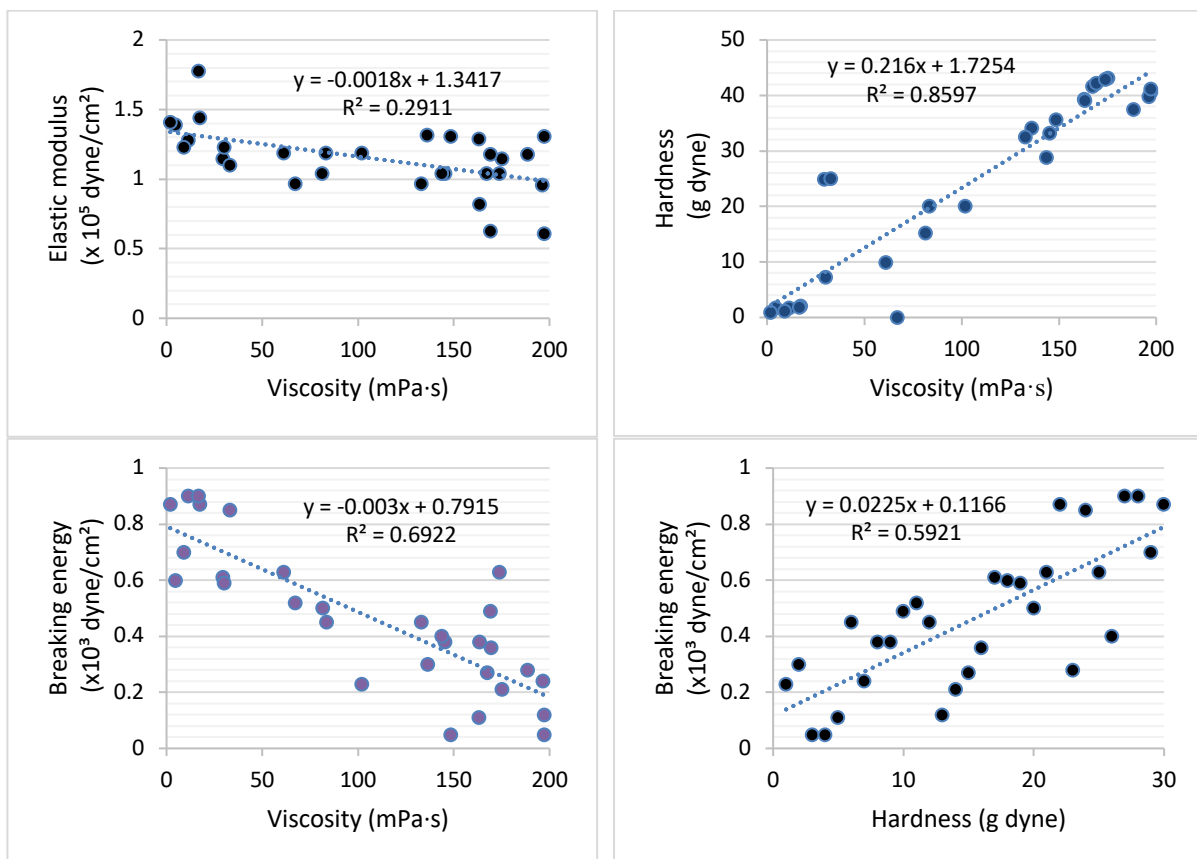 y = -0.0018x + 1.3417
R² = 0.2911
2
1.5
1
0.5
0
0
50
100
150
200
Elastic modulus
(x 10⁵ dyne/cm²)
Viscosity (mPa·s)
y = 0.216x + 1.7254
R² = 0.8597
50
40
30
20
10
0
0
50
100
150
200
Hardness
(g dyne)
Viscosity (mPa·s)
y = -0.003x + 0.7915
R² = 0.6922
1
0.8
0.6
0.4
0.2
0
0
50
100
150
200
Breaking energy
(x10³ dyne/cm²)
Viscosity (mPa·s)
y = 0.0225x + 0.1166
R² = 0.5921
1
0.8
0.6
0.4
0.2
0
0
10
20
30
Breaking energy
(x10³ dyne/cm²)
Hardness (g dyne)